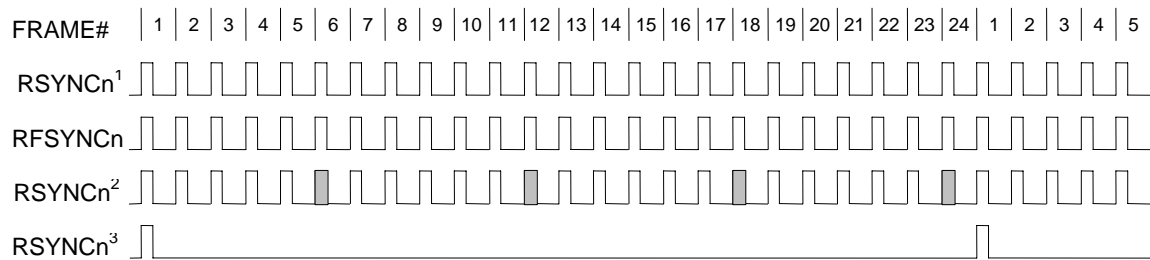 FRAME# 1 2 3 4 5 6 7 8 9 10 11 12 13 14 15 16 17 18 19 20 21 22 23 24 1 2 3 4 5
RSYNCn¹
RFSYNCn
RSYNCn²
RSYNCn³